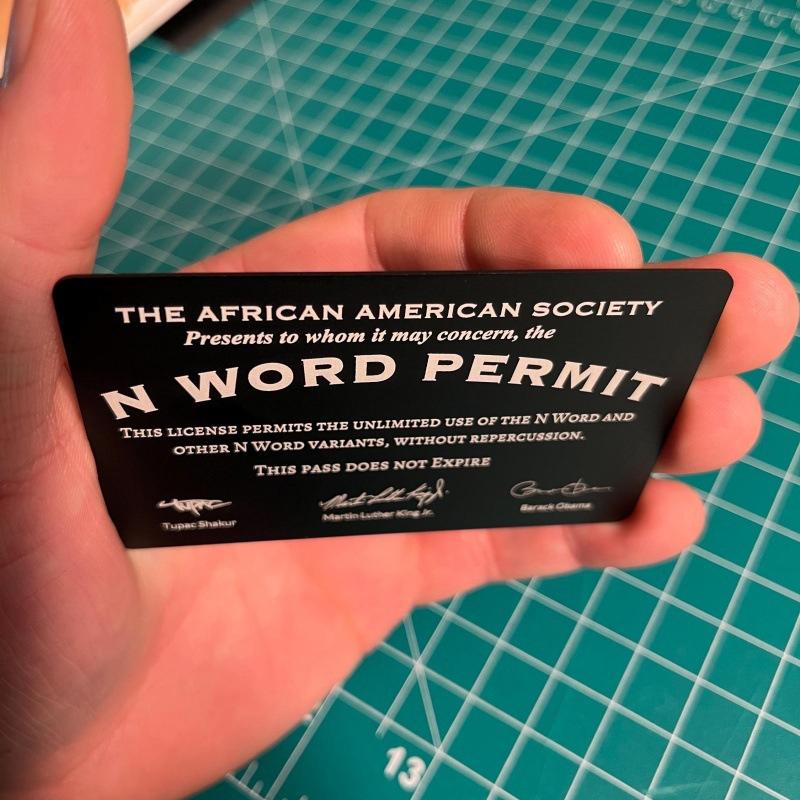 THE AFRICAN AMERICAN SOCIETY
Presents to whom it may concern, the
N WORD PERMIT
THIS LICENSE PERMITS THE UNLIMITED USE OF THE N WORD AND
OTHER N WORD VARIANTS, WITHOUT REPERCUSSION.
THIS PASS DOES NOT EXPIRE
Tupac Shakur
Martin Luther King Jr.
Barack Obama
13